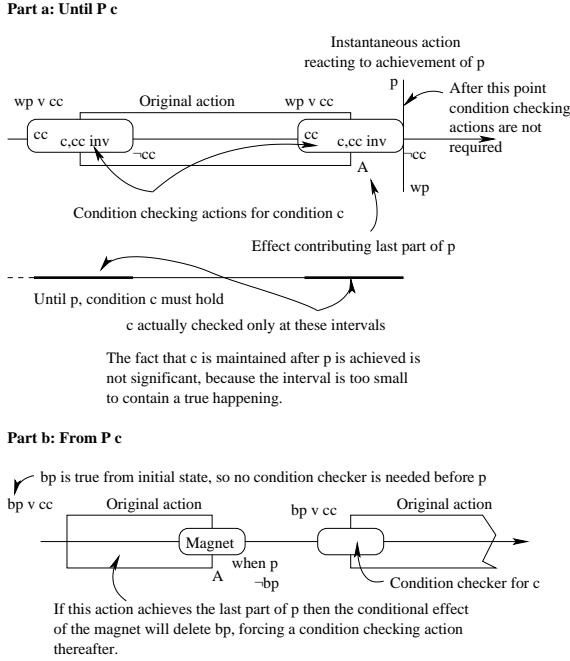 Part a: Until P c
Instantaneous action
reacting to achievement of p
p
After this point
condition checking
actions are not
required
wp v cc
Original action
wp v cc
cc
c,cc inv
¬cc
cc
c,cc inv
¬cc
A
wp
Condition checking actions for condition c
Effect contributing last part of p
Until p, condition c must hold
c actually checked only at these intervals
The fact that c is maintained after p is achieved is
not significant, because the interval is too small
to contain a true happening.
Part b: From P c
bp is true from initial state, so no condition checker is needed before p
bp v cc
Original action
bp v cc
Original action
Magnet
A
when p
¬bp
Condition checker for c
If this action achieves the last part of p then the conditional effect
of the magnet will delete bp, forcing a condition checking action
thereafter.